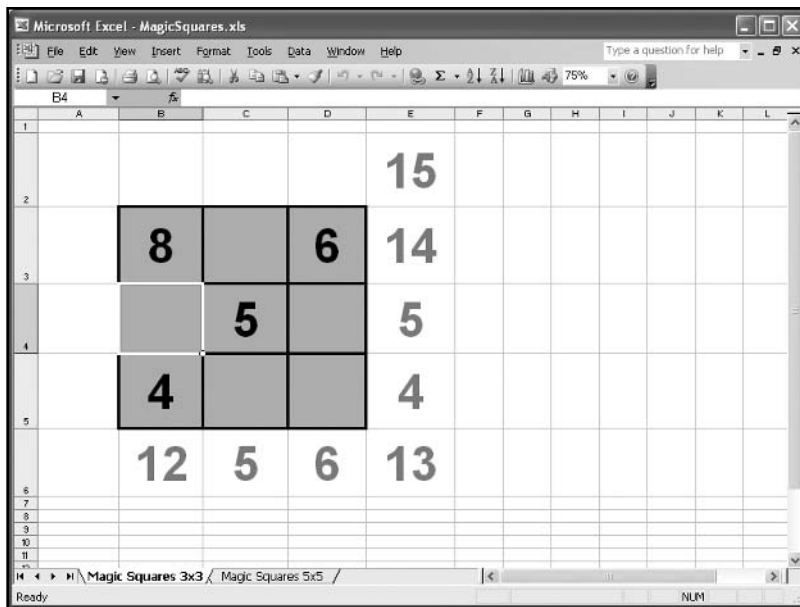 Microsoft Excel - MagicSquares.xls
File Edit View Insert Format Tools Data Window Help Type a question for help
Σ 75%
B4 fx
A B C D E F G H I J K L
1
2 15
3 8 6 14
4 5 5
5 4 4
6 12 5 6 13
7
8
9
10
11
Magic Squares 3x3 / Magic Squares 5x5 /
Ready NUM